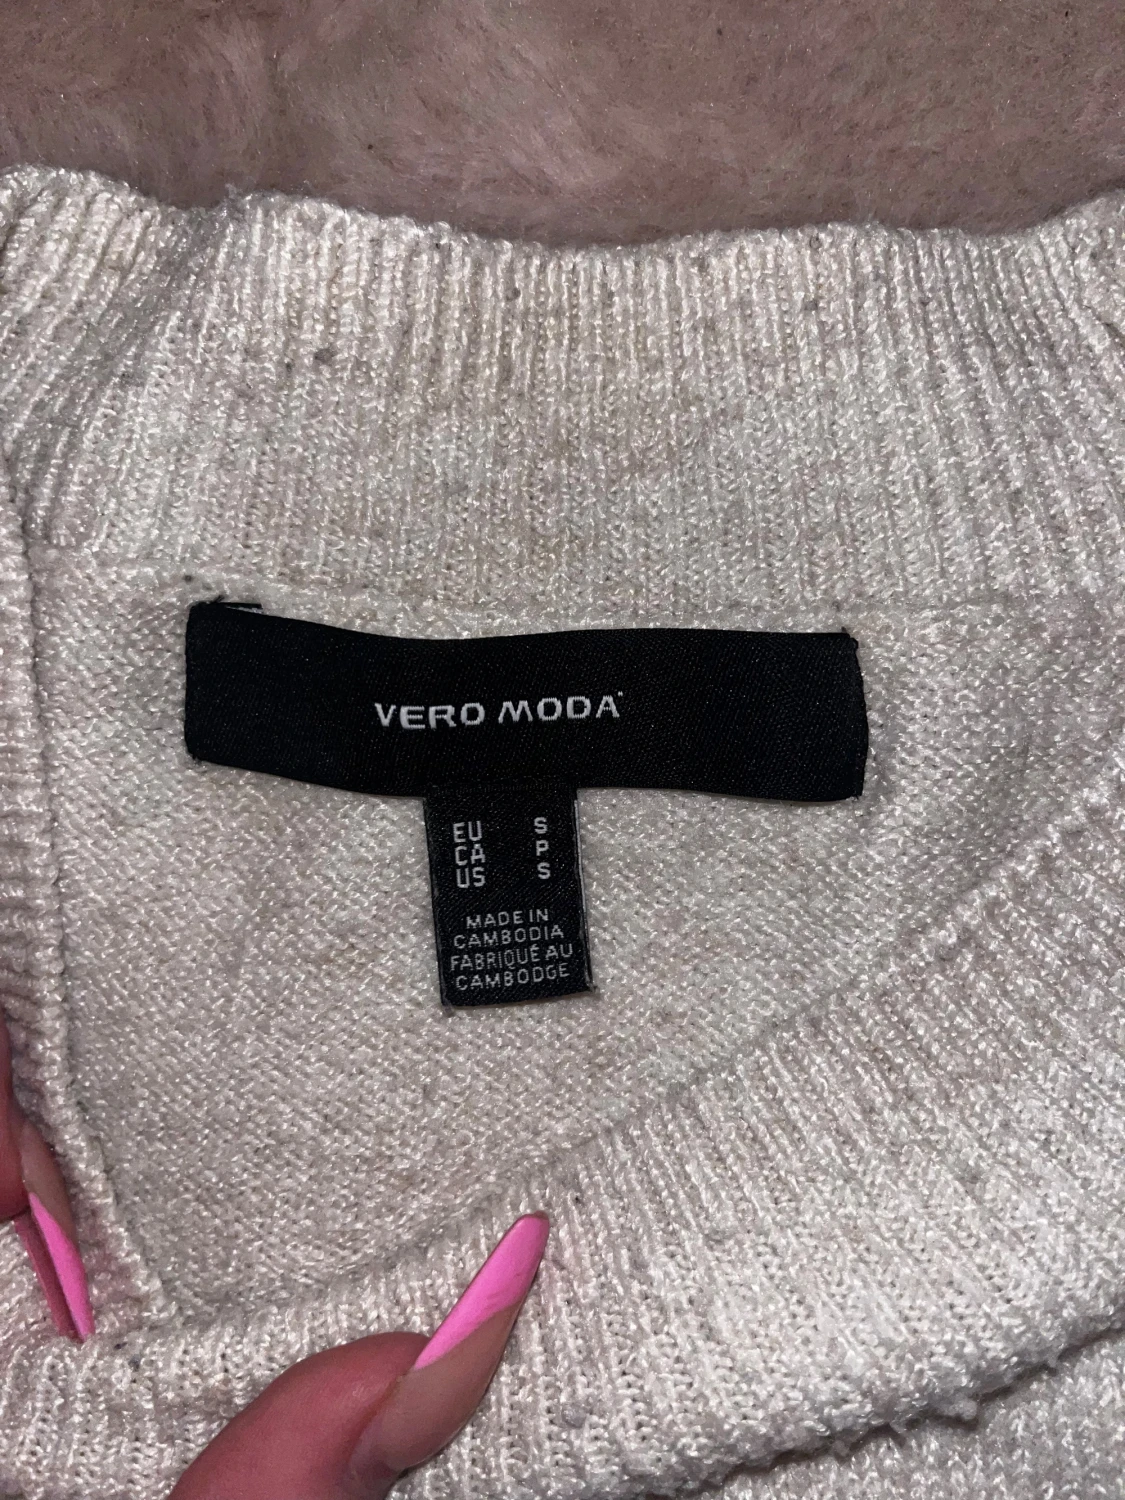 VERO MODA
EU S
CA P
US S
MADE IN
CAMBODIA
FABRIQUÉ AU
CAMBODGE